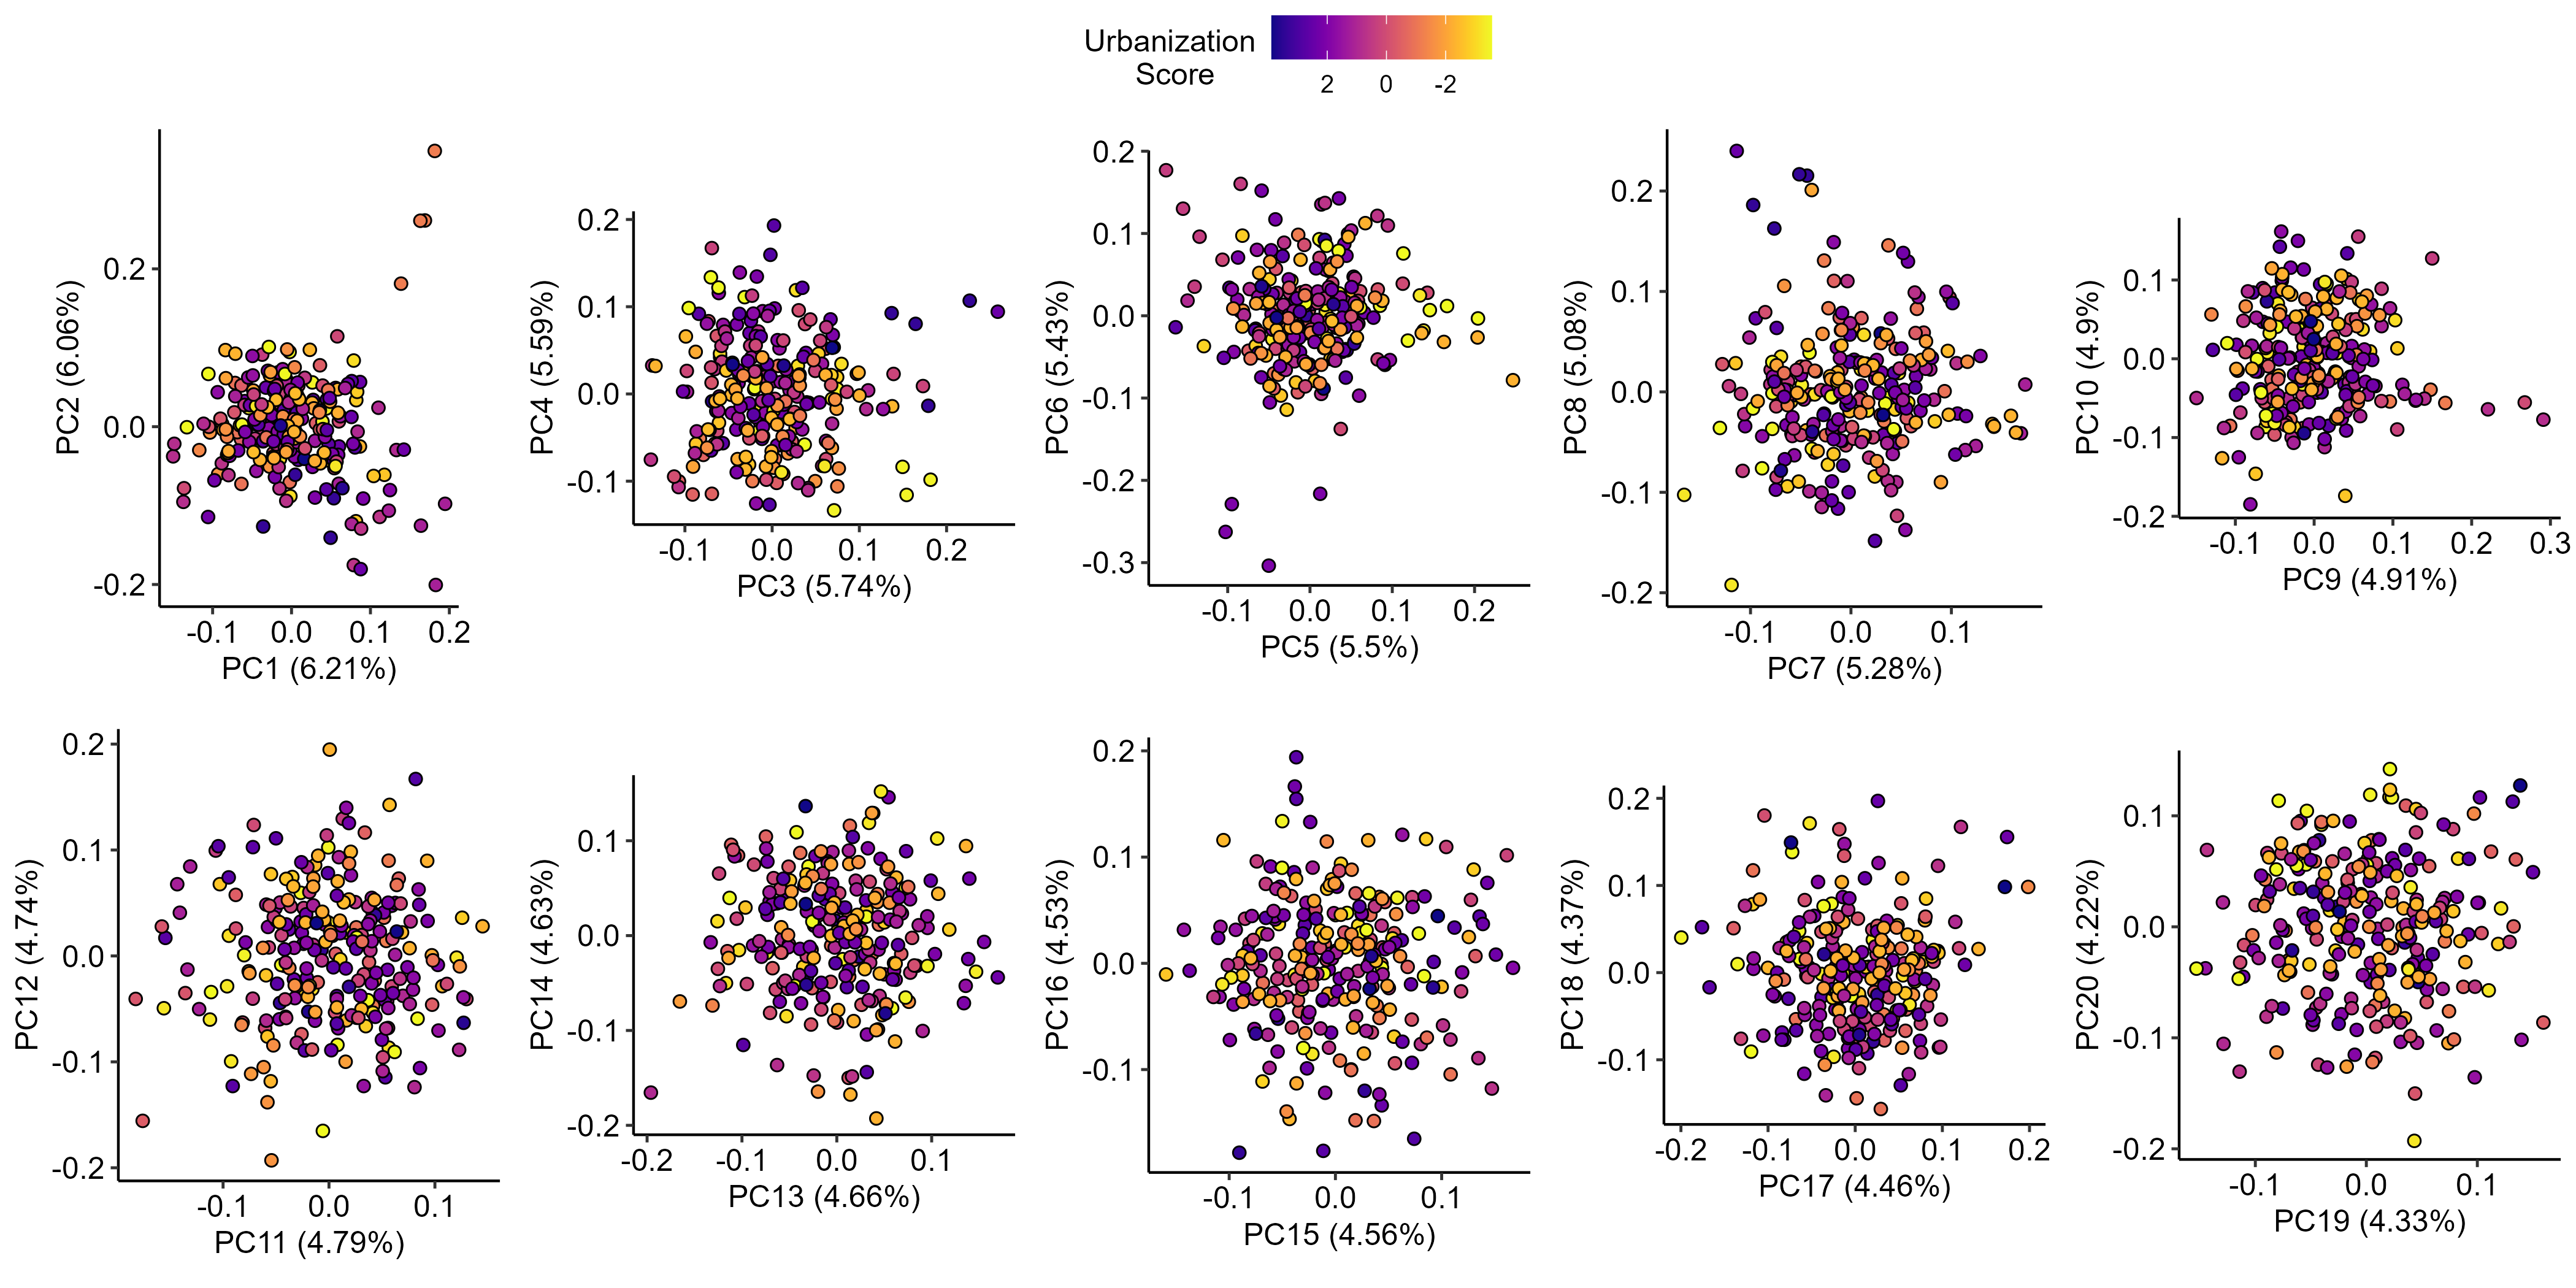 Urbanization
Score
2 0 -2
PC2 (6.06%)
0.2
0.0
-0.2
-0.1 0.0 0.1 0.2
PC1 (6.21%)
PC4 (5.59%)
0.2
0.1
0.0
-0.1
-0.1 0.0 0.1 0.2
PC3 (5.74%)
PC6 (5.43%)
0.2
0.1
0.0
-0.1
-0.2
-0.3
-0.1 0.0 0.1 0.2
PC5 (5.5%)
PC8 (5.08%)
0.2
0.1
0.0
-0.1
-0.2
-0.1 0.0 0.1
PC7 (5.28%)
PC10 (4.9%)
0.1
0.0
-0.1
-0.2
-0.1 0.0 0.1 0.2 0.3
PC9 (4.91%)
PC12 (4.74%)
0.2
0.1
0.0
-0.1
-0.2
-0.1 0.0 0.1
PC11 (4.79%)
PC14 (4.63%)
0.1
0.0
-0.1
-0.2
-0.2 -0.1 0.0 0.1
PC13 (4.66%)
PC16 (4.53%)
0.2
0.1
0.0
-0.1
-0.1 0.0 0.1
PC15 (4.56%)
PC18 (4.37%)
0.2
0.1
0.0
-0.1
-0.2 -0.1 0.0 0.1 0.2
PC17 (4.46%)
PC20 (4.22%)
0.1
0.0
-0.1
-0.2
-0.1 0.0 0.1
PC19 (4.33%)